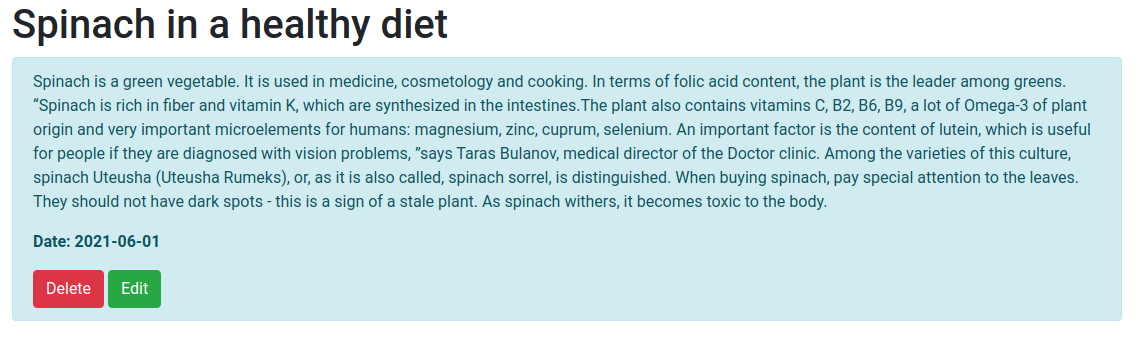 Spinach in a healthy diet
Spinach is a green vegetable. It is used in medicine, cosmetology and cooking. In terms of folic acid content, the plant is the leader among greens.
“Spinach is rich in fiber and vitamin K, which are synthesized in the intestines.The plant also contains vitamins C, B2, B6, B9, a lot of Omega-3 of plant
origin and very important microelements for humans: magnesium, zinc, cuprum, selenium. An important factor is the content of lutein, which is useful
for people if they are diagnosed with vision problems, ”says Taras Bulanov, medical director of the Doctor clinic. Among the varieties of this culture,
spinach Uteusha (Uteusha Rumeks), or, as it is also called, spinach sorrel, is distinguished. When buying spinach, pay special attention to the leaves.
They should not have dark spots - this is a sign of a stale plant. As spinach withers, it becomes toxic to the body.
Date: 2021-06-01
Delete Edit